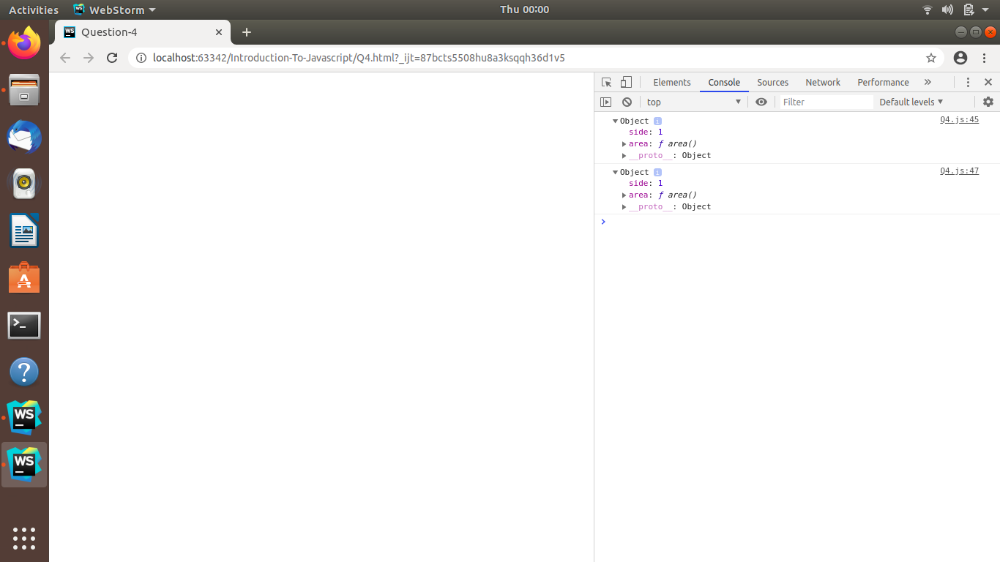 Activities WebStorm Thu 00:00
Question-4
localhost:63342/Introduction-To-Javascript/Q4.html?_ijt=87bcts5508hu8a3ksqqh36d1v5
Elements Console Sources Network Performance »
top Filter Default levels
Object i Q4.js:45
side: 1
area: ƒ area()
__proto__: Object
Object i Q4.js:47
side: 1
area: ƒ area()
__proto__: Object
>
WS
WS